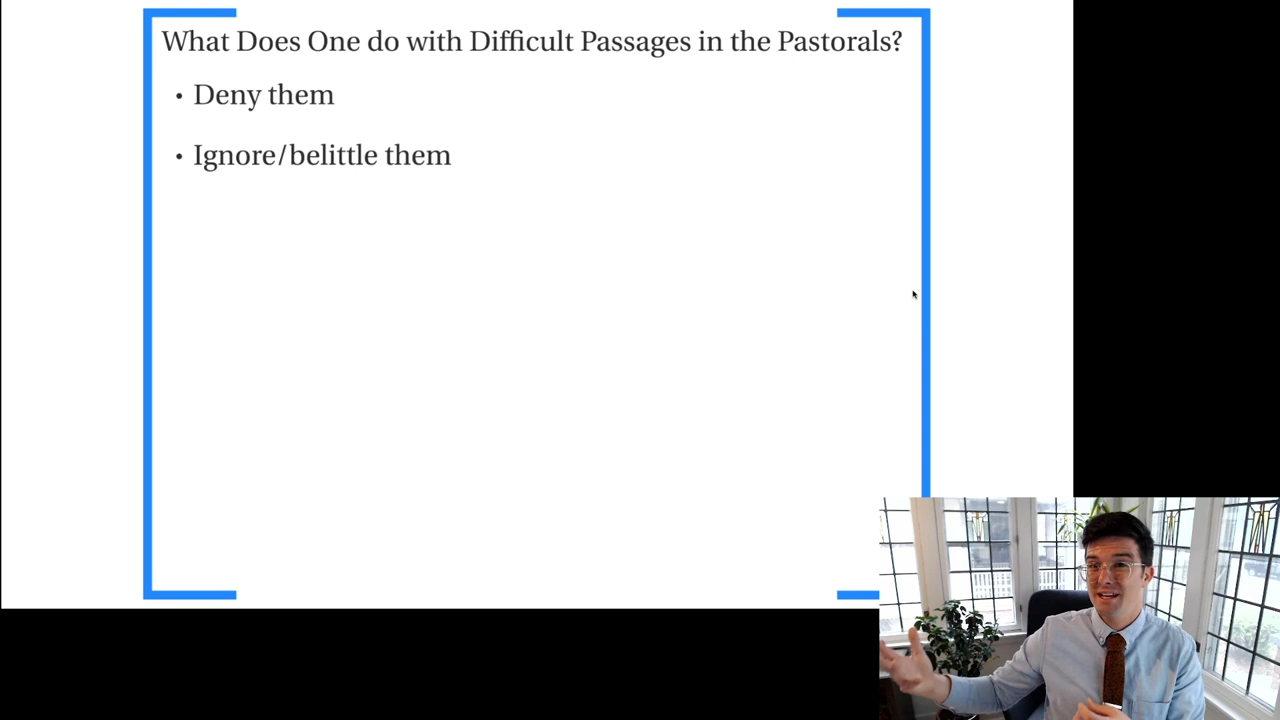 What Does One do with Difficult Passages in the Pastorals?
• Deny them
• Ignore/belittle them